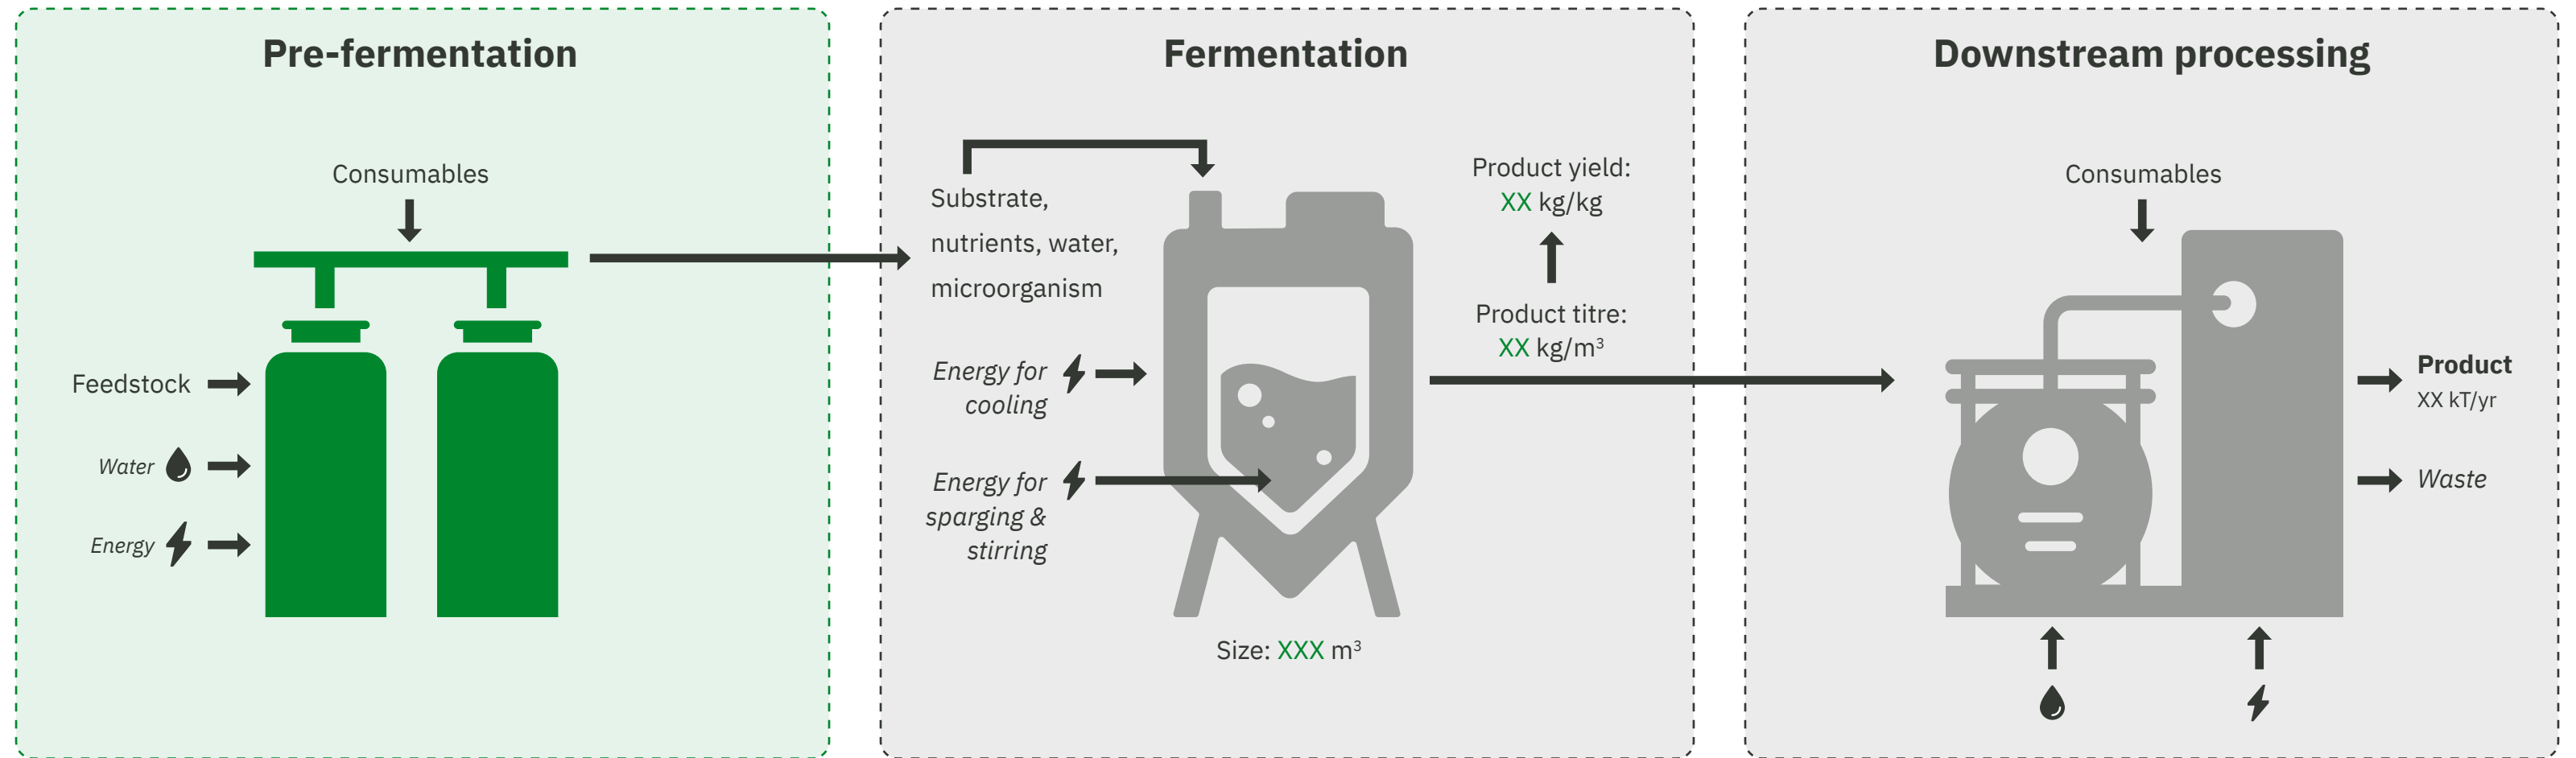 Pre-fermentation
Consumables
Feedstock
Water
Energy
Fermentation
Substrate,
nutrients, water,
microorganism
Energy for
cooling
Energy for
sparging &
stirring
Product yield:
XX kg/kg
Product titre:
XX kg/m³
Size: XXX m³
Downstream processing
Consumables
Product
XX kT/yr
Waste